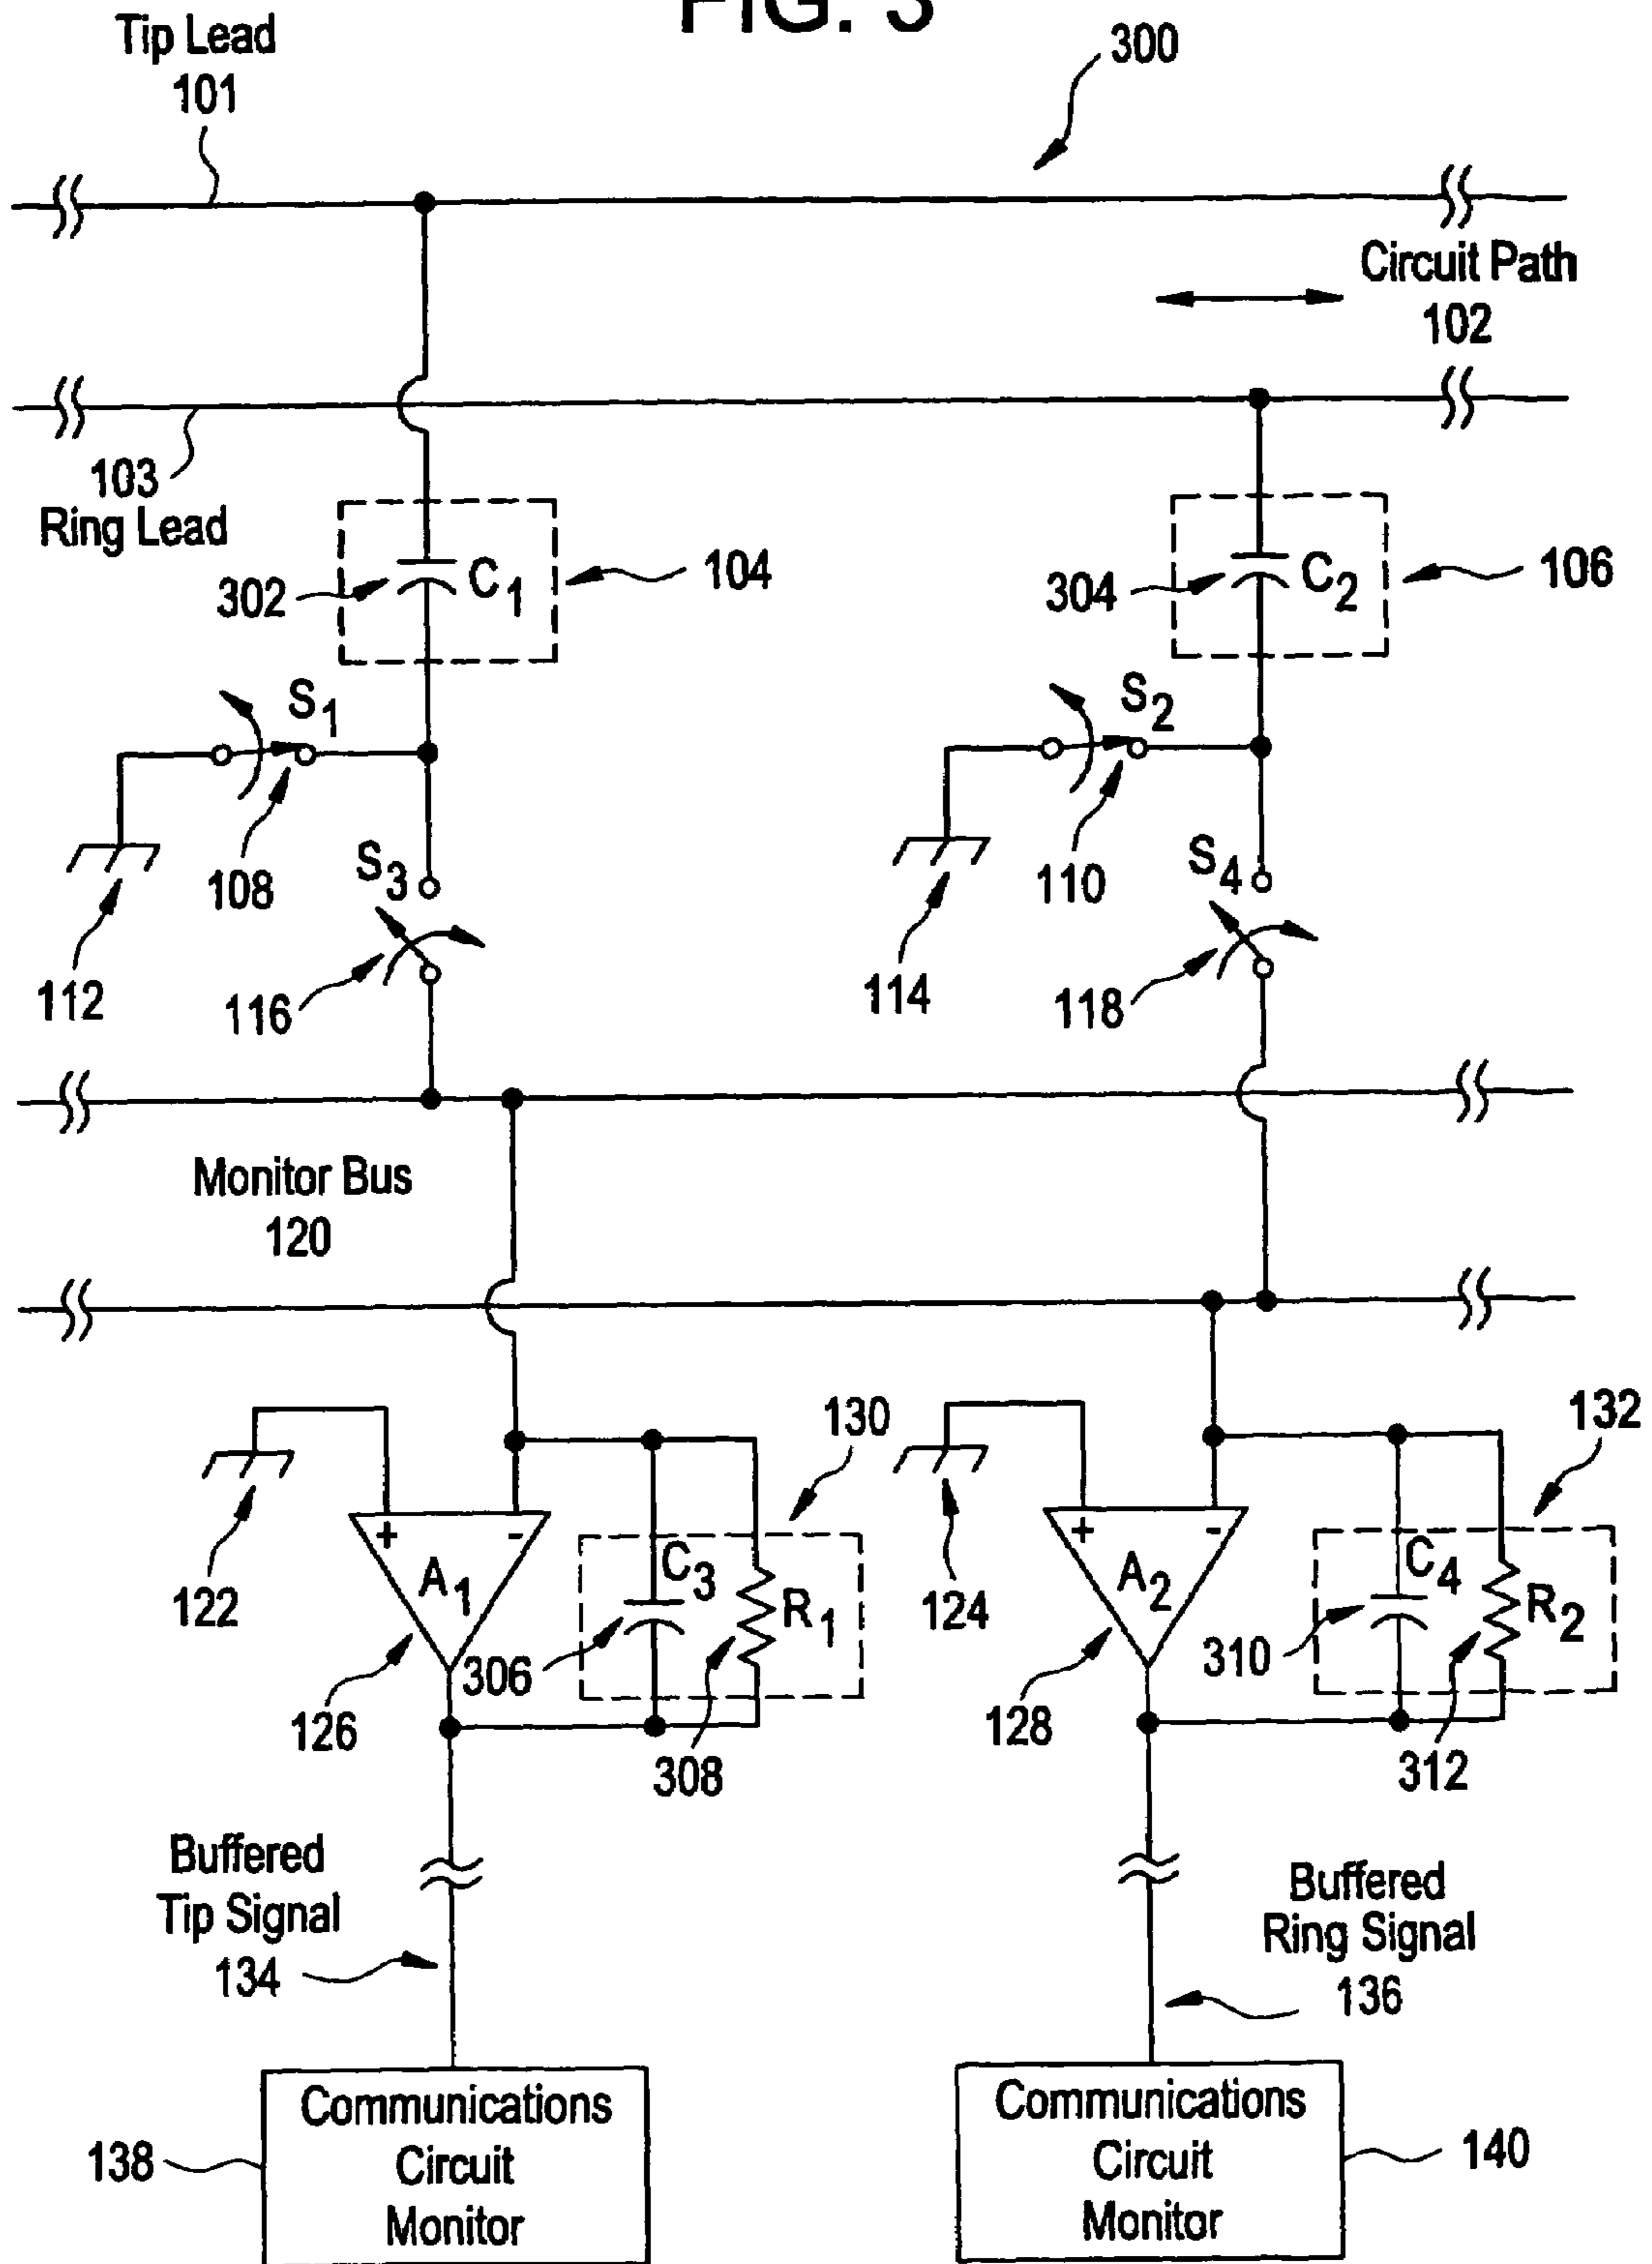 FIG. 3
Tip Lead
101
300
Circuit Path
102
103
Ring Lead
302
C1
104
304
C2
106
S1
S2
108
S3
110
S4
112
116
114
118
Monitor Bus
120
130
132
+
-
A1
C3
R1
122
306
126
308
+
-
A2
C4
R2
124
310
128
312
Buffered
Tip Signal
134
Buffered
Ring Signal
136
Communications
Circuit
Monitor
138
Communications
Circuit
Monitor
140